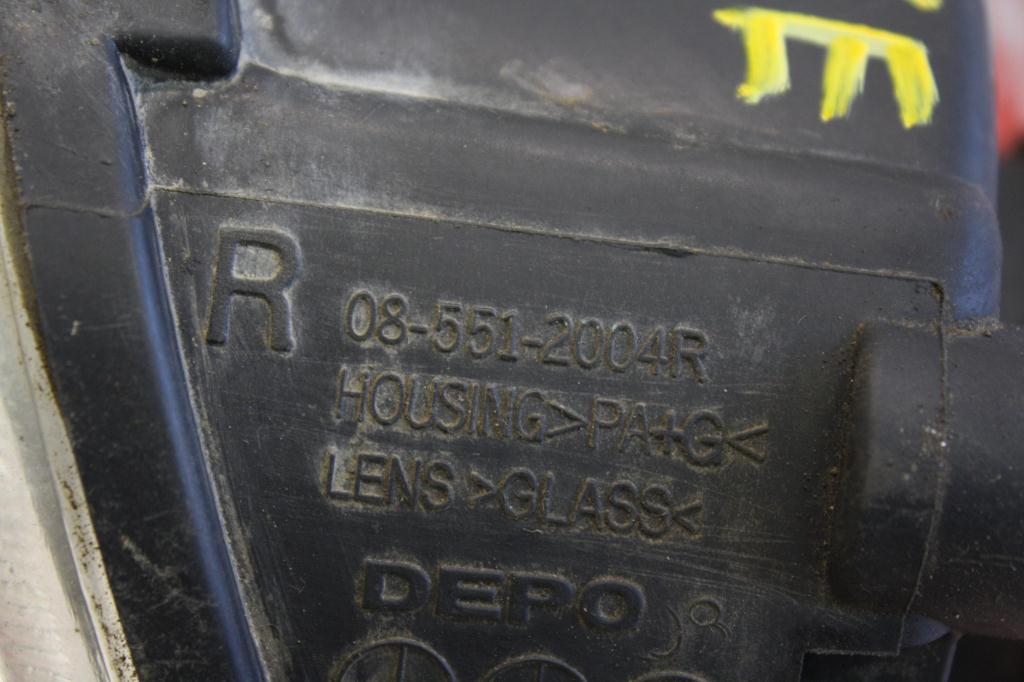 R
08-551-2004R
HOUSING>PA+G<
LENS >GLASS<
DEPO